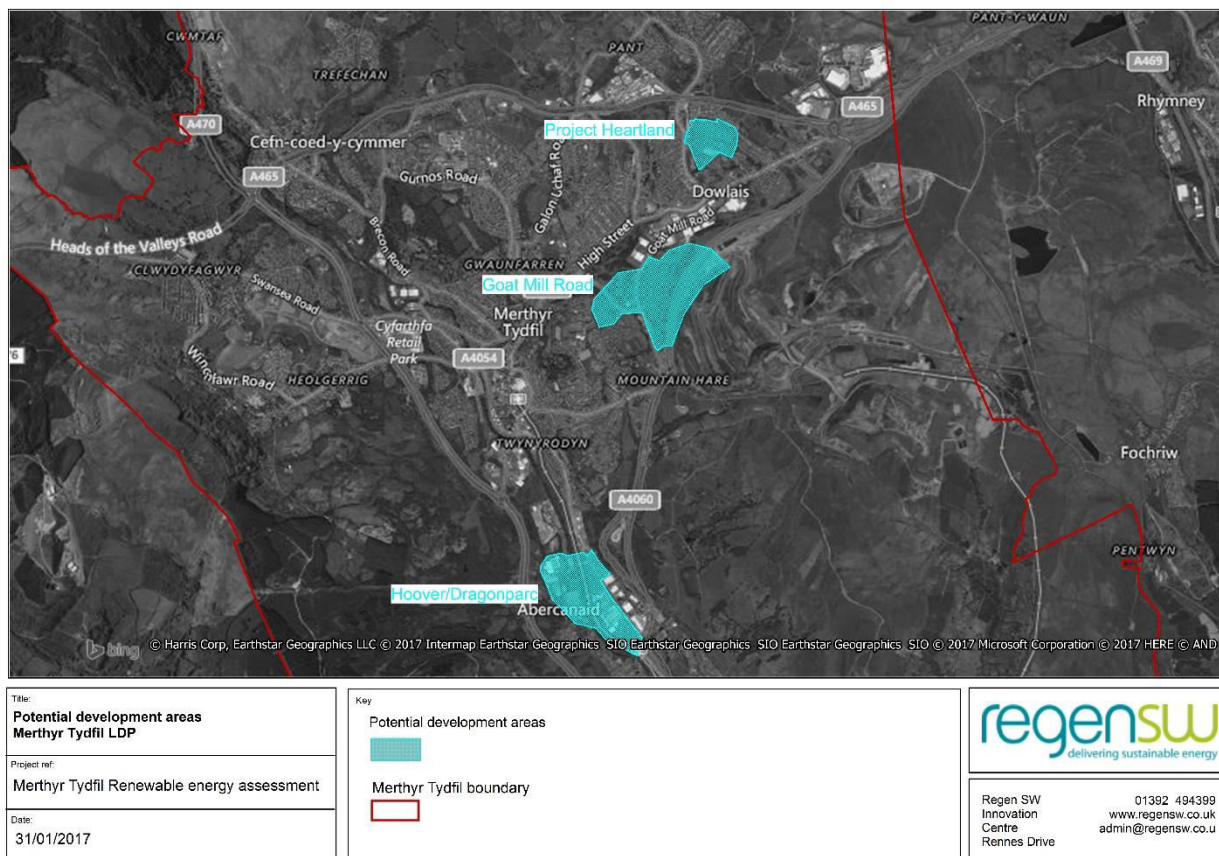 CWMTAF
TREFECHAN
PANT
PANT-Y-WAUN
A469
A465
Rhymney
A470
Cefn-coed-y-cymmer
Project Heartland
A465
Gurnos Road
Galon Uchaf Roa
Dowlais
Heads of the Valleys Road
Brecon Road
High Street
Goat Mill Road
CLWYDYFAGWYR
GWAUNFARREN
Swansea Road
Goat Mill Road
Merthyr
Tydfil
Cyfarthfa
Retail
Park
A4054
HEOLGERRIG
MOUNTAIN HARE
TWYNYRODYN
Fochriw
A4060
PENTWYN
Hoover/Dragonparc
Abercanaid
bing
© Harris Corp, Earthstar Geographics LLC © 2017 Intermap Earthstar Geographics SIO Earthstar Geographics SIO Earthstar Geographics SIO © 2017 Microsoft Corporation © 2017 HERE © AND
Title:
Potential development areas
Merthyr Tydfil LDP
Project ref:
Merthyr Tydfil Renewable energy assessment
Date:
31/01/2017
Key
Potential development areas
Merthyr Tydfil boundary
regensw
delivering sustainable energy
Regen SW 01392 494399
Innovation www.regensw.co.uk
Centre admin@regensw.co.u
Rennes Drive